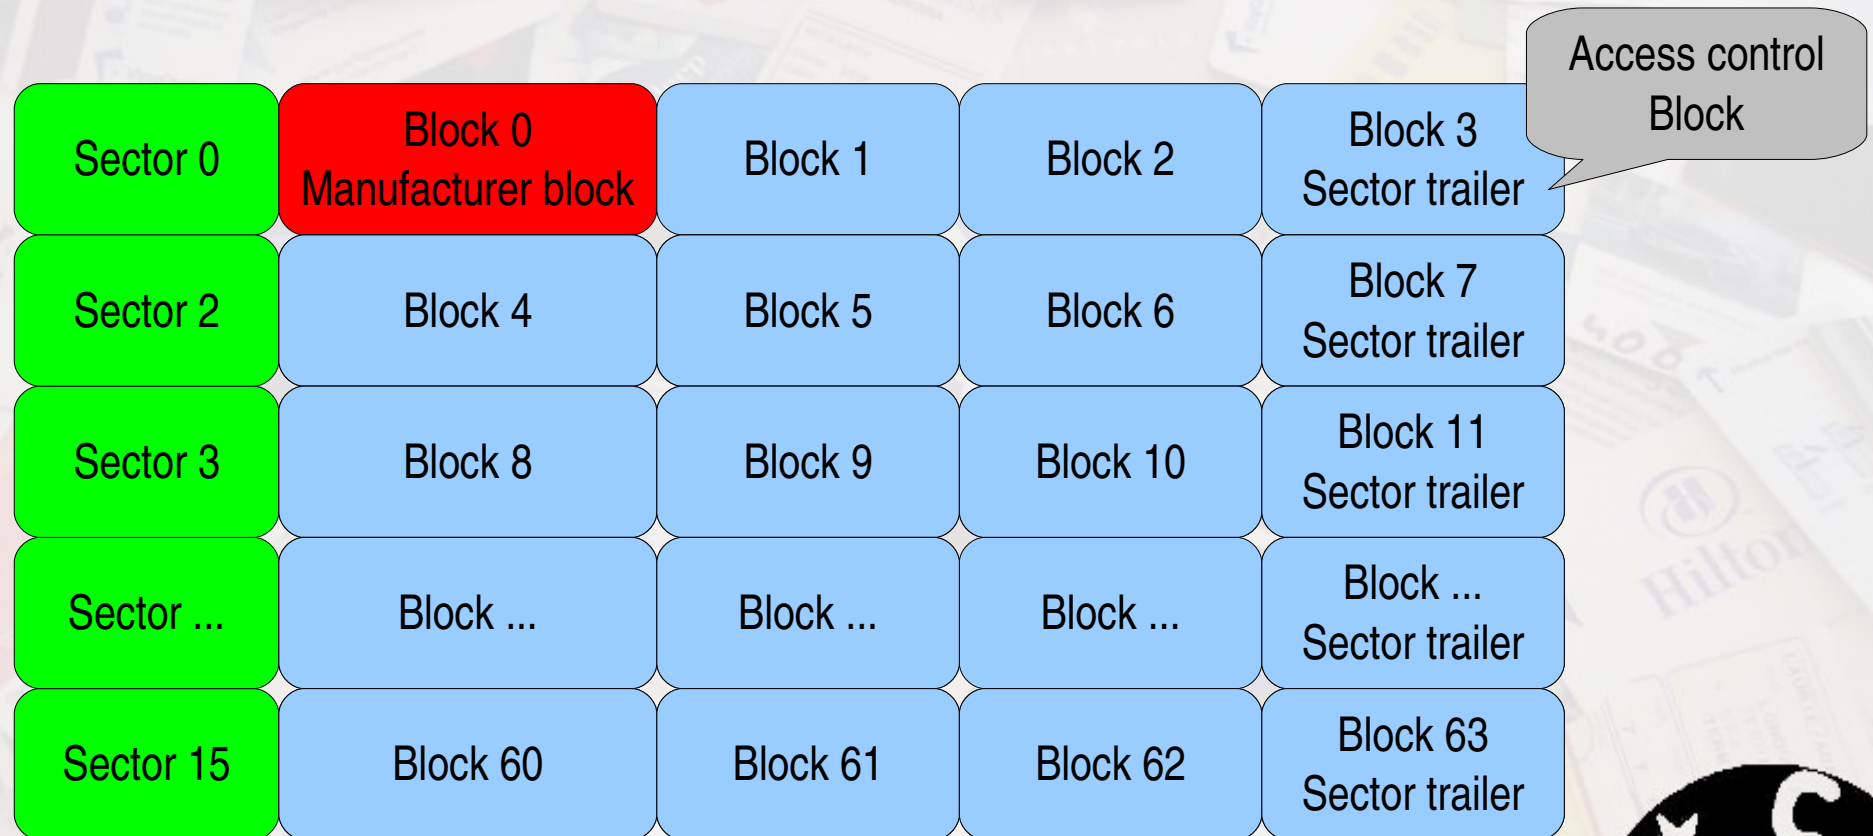 Access control
Block
Sector 0
Block 0
Manufacturer block
Block 1
Block 2
Block 3
Sector trailer
Sector 2
Block 4
Block 5
Block 6
Block 7
Sector trailer
Sector 3
Block 8
Block 9
Block 10
Block 11
Sector trailer
Sector ...
Block ...
Block ...
Block ...
Block ...
Sector trailer
Sector 15
Block 60
Block 61
Block 62
Block 63
Sector trailer
Hilton